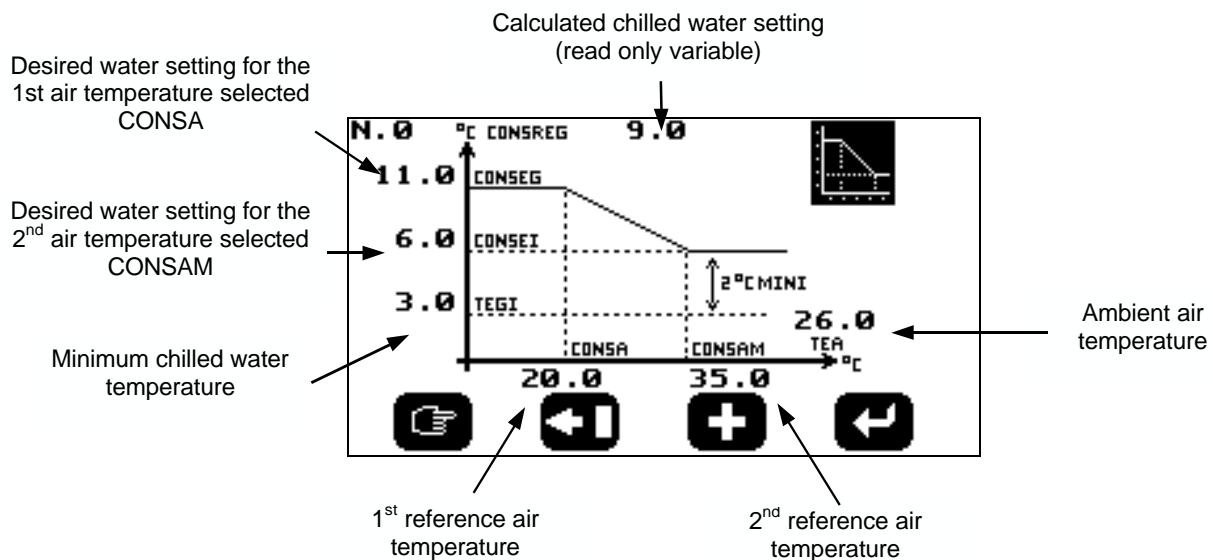 Calculated chilled water setting
(read only variable)
Desired water setting for the
1st air temperature selected
CONSA
N.0 °C CONSREG 9.0
11.0 CONSEG
Desired water setting for the
2nd air temperature selected
CONSAM
6.0 CONSEI
2°CMINI
3.0 TEGI
26.0
TEA
°C
Ambient air
temperature
Minimum chilled water
temperature
CONSA CONSAM
20.0 35.0
1st reference air
temperature
2nd reference air
temperature